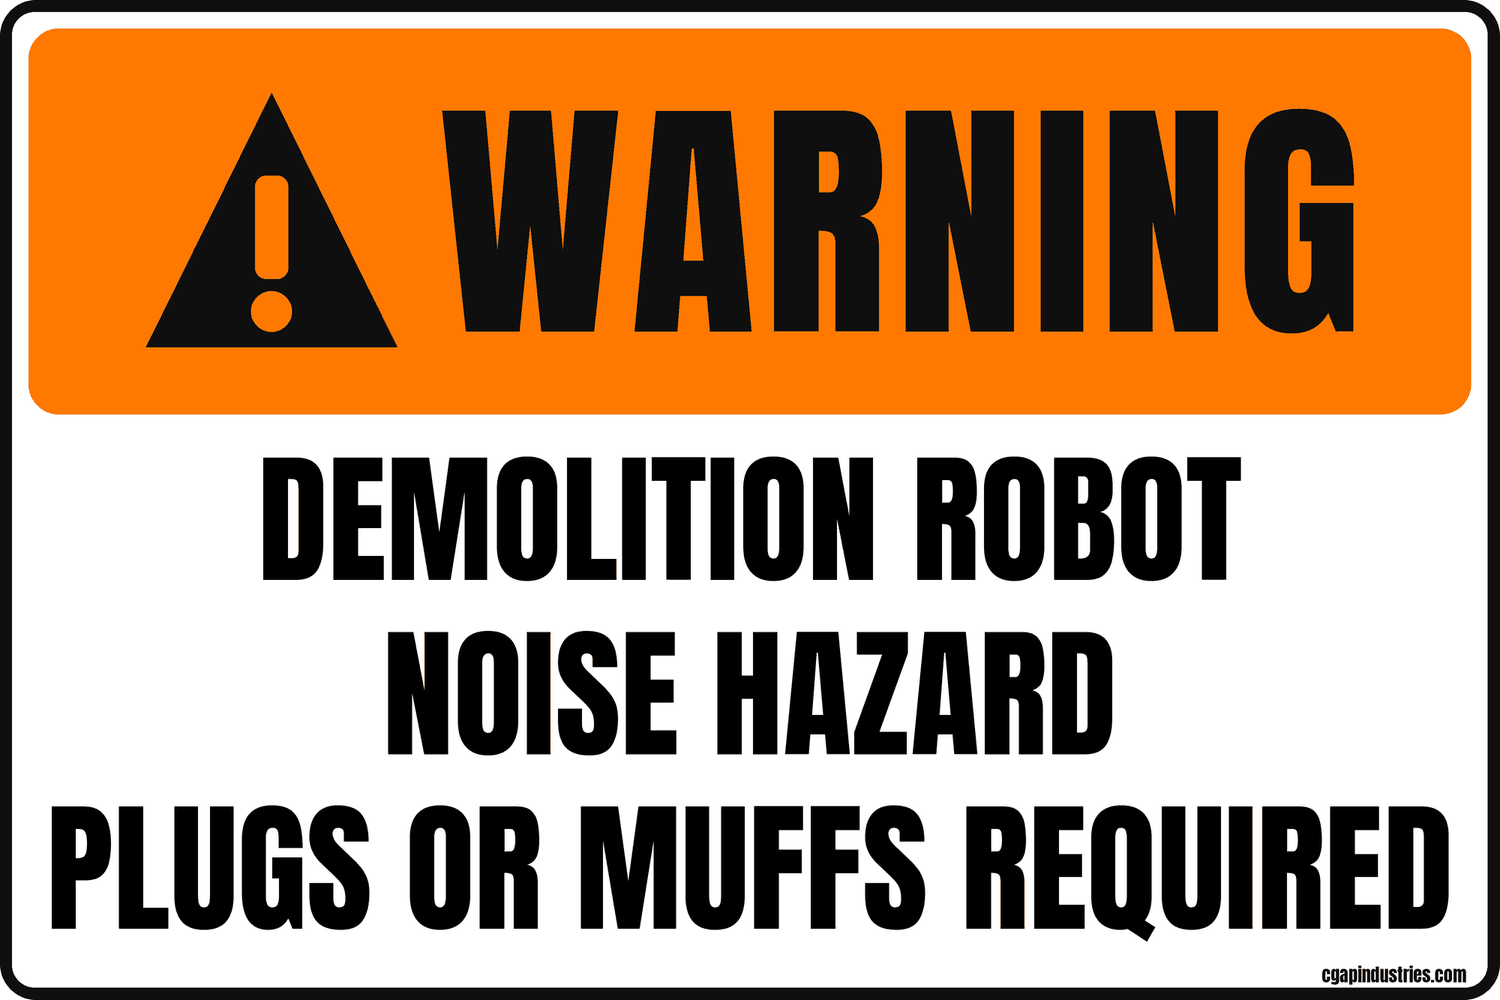 WARNING
DEMOLITION ROBOT
NOISE HAZARD
PLUGS OR MUFFS REQUIRED
cgapindustries.com